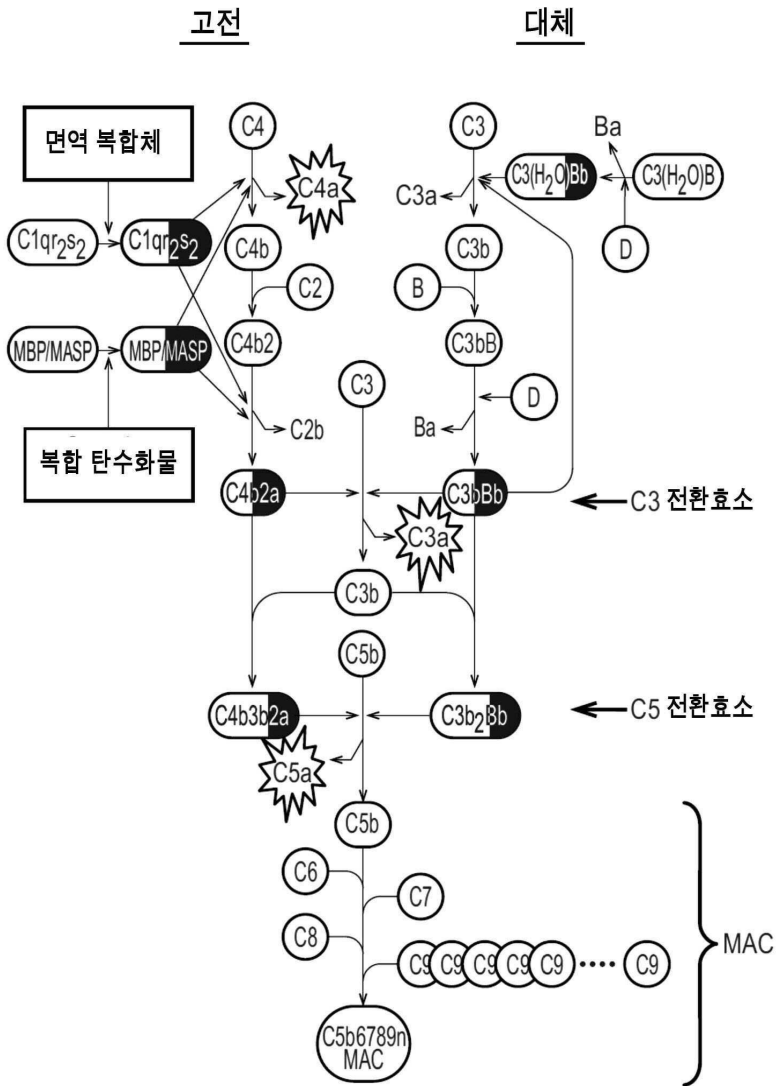 고전
대체
면역 복합체
C4
C4a
C3
C3a
C3(H₂O)Bb
Ba
C3(H₂O)B
D
C1qr₂s₂
C1qr₂s₂
C4b
C2
C3b
B
MBP/MASP
MBP/MASP
C4b2
C3bB
C3
D
C2b
Ba
복합 탄수화물
C4b2a
C3bBb
C3 전환효소
C3a
C3b
C5b
C4b3b2a
C3b₂Bb
C5 전환효소
C5a
C5b
C6
C7
C8
C9
C9
C9
C9
C9
....
C9
MAC
C5b6789n
MAC